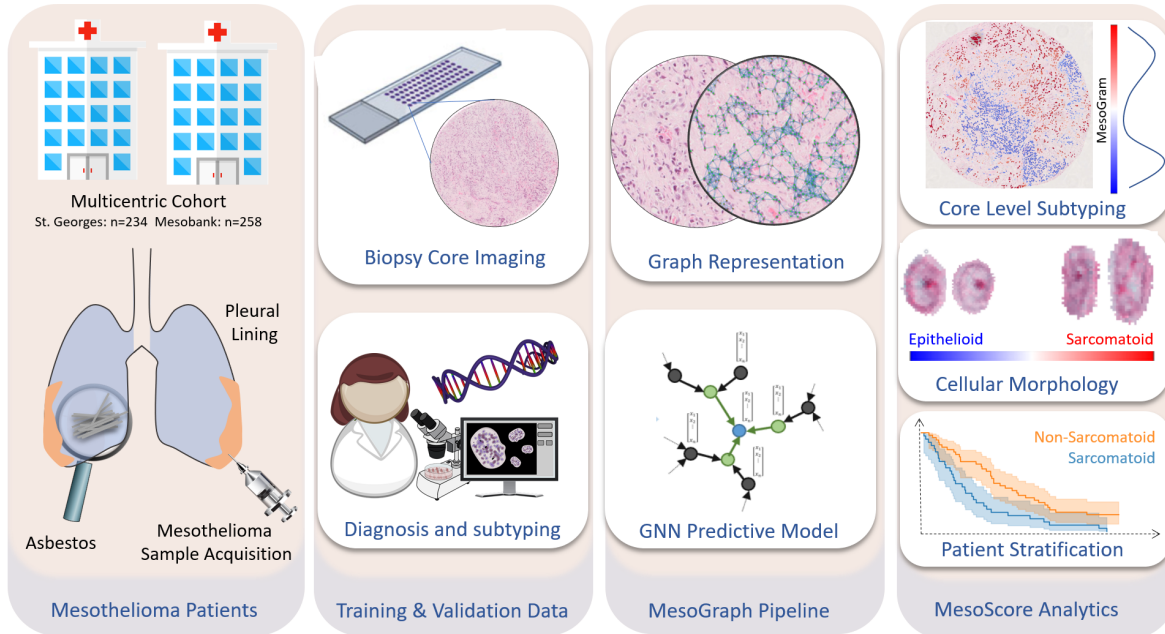 Multicentric Cohort
St. Georges: n=234 Mesobank: n=258
Pleural
Lining
Asbestos
Mesothelioma
Sample Acquisition
Mesothelioma Patients
Biopsy Core Imaging
Diagnosis and subtyping
Training & Validation Data
Graph Representation
GNN Predictive Model
MesoGraph Pipeline
MesoGram
Core Level Subtyping
Epithelioid Sarcomatoid
Cellular Morphology
Non-Sarcomatoid
Sarcomatoid
Patient Stratification
MesoScore Analytics